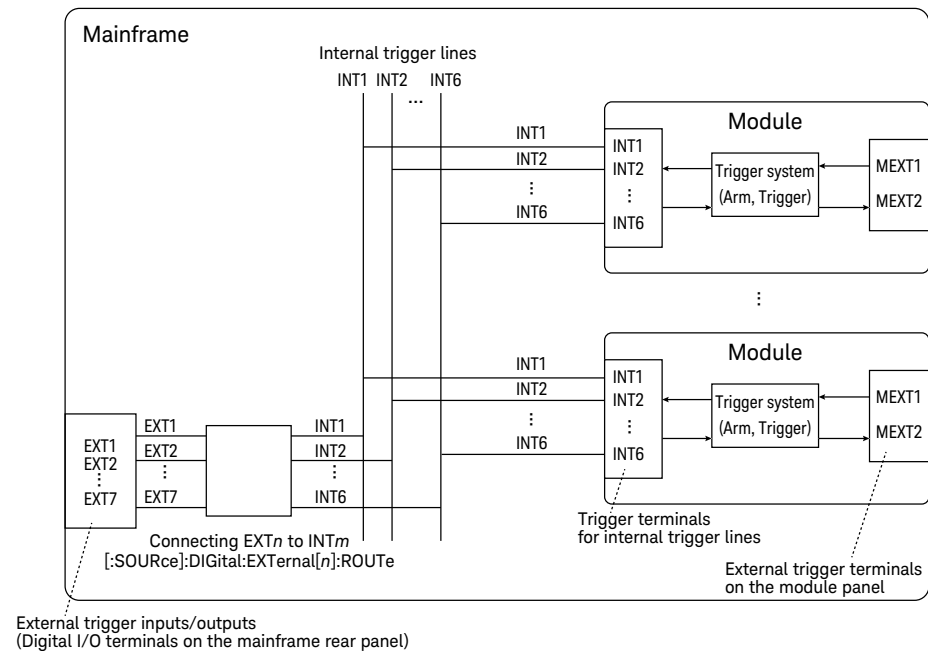 Mainframe
Internal trigger lines
INT1 INT2 INT6
...
INT1
INT2
⋮
INT6
Module
INT1
INT2
⋮
INT6
Trigger system
(Arm, Trigger)
MEXT1
MEXT2
⋮
INT1
INT2
⋮
INT6
Module
INT1
INT2
⋮
INT6
Trigger system
(Arm, Trigger)
MEXT1
MEXT2
EXT1
EXT2
⋮
EXT7
EXT1
EXT2
⋮
EXT7
INT1
INT2
⋮
INT6
Connecting EXTn to INTm
[:SOURce]:DIGital:EXTernal[n]:ROUTe
Trigger terminals
for internal trigger lines
External trigger terminals
on the module panel
External trigger inputs/outputs
(Digital I/O terminals on the mainframe rear panel)